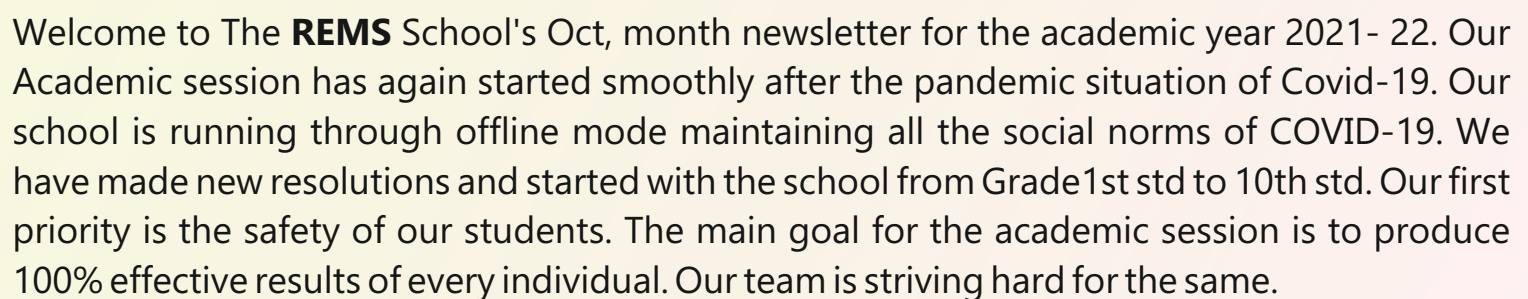 Welcome to The REMS School's Oct, month newsletter for the academic year 2021- 22. Our
Academic session has again started smoothly after the pandemic situation of Covid-19. Our
school is running through offline mode maintaining all the social norms of COVID-19. We
have made new resolutions and started with the school from Grade1st std to 10th std. Our first
priority is the safety of our students. The main goal for the academic session is to produce
100% effective results of every individual. Our team is striving hard for the same.